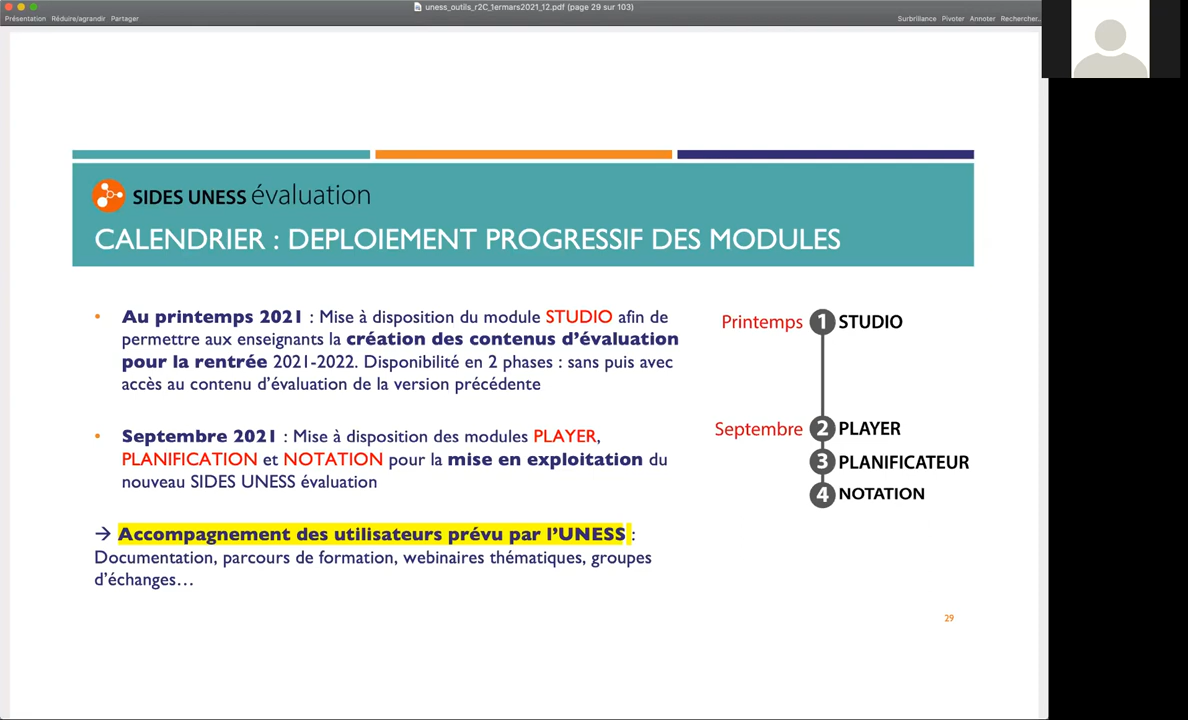 uness_outils_r2C_1ermars2021_12.pdf (page 29 sur 103)
Présentation Réduire/agrandir Partager
Surbrillance Pivoter Annoter Rechercher...
SIDES UNESS évaluation
CALENDRIER : DEPLOIEMENT PROGRESSIF DES MODULES
• Au printemps 2021 : Mise à disposition du module STUDIO afin de
permettre aux enseignants la création des contenus d’évaluation
pour la rentrée 2021-2022. Disponibilité en 2 phases : sans puis avec
accès au contenu d’évaluation de la version précédente
• Septembre 2021 : Mise à disposition des modules PLAYER,
PLANIFICATION et NOTATION pour la mise en exploitation du
nouveau SIDES UNESS évaluation
→ Accompagnement des utilisateurs prévu par l’UNESS :
Documentation, parcours de formation, webinaires thématiques, groupes
d’échanges…
Printemps 1 STUDIO
Septembre 2 PLAYER
3 PLANIFICATEUR
4 NOTATION
29